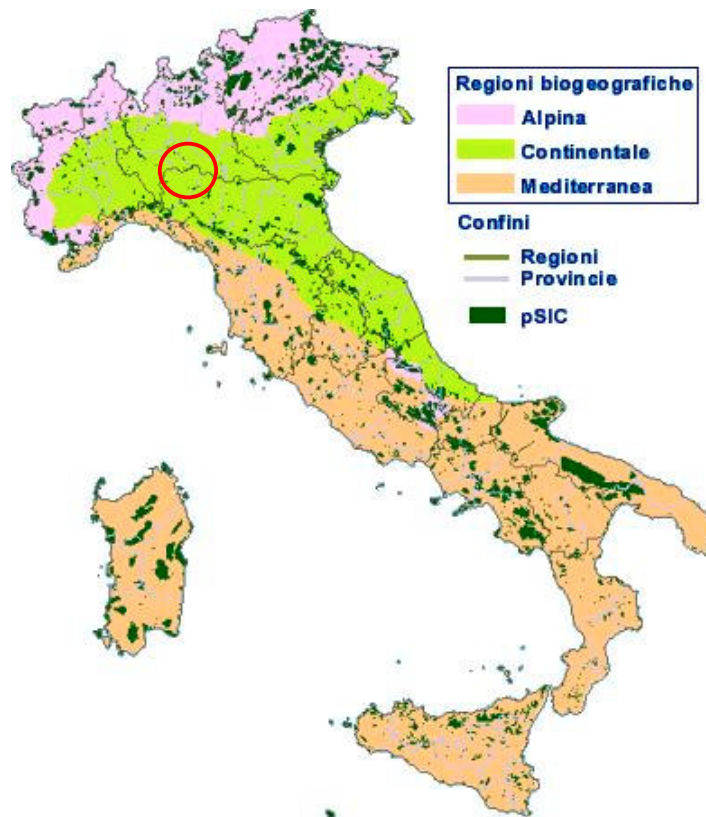 Regioni biogeografiche
Alpina
Continentale
Mediterranea
Confini
Regioni
Provincie
pSIC